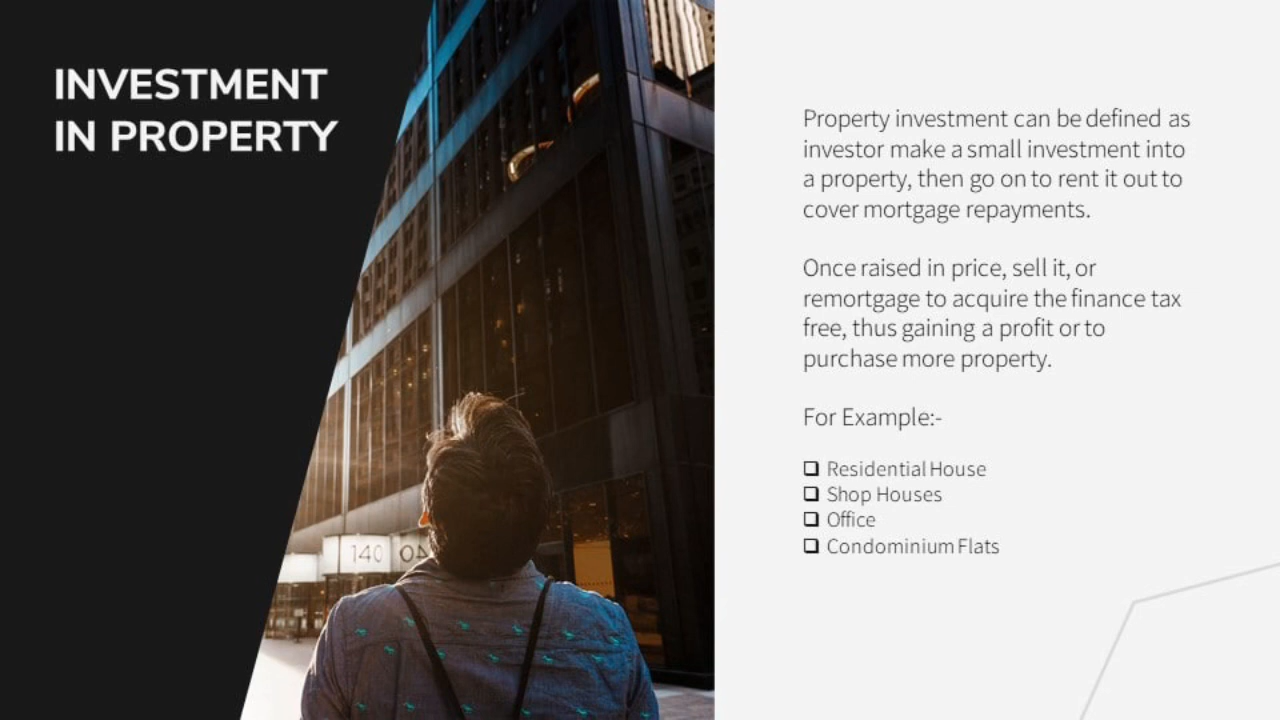 INVESTMENT
IN PROPERTY
Property investment can be defined as
investor make a small investment into
a property, then go on to rent it out to
cover mortgage repayments.
Once raised in price, sell it, or
remortgage to acquire the finance tax
free, thus gaining a profit or to
purchase more property.
For Example:-
❑ Residential House
❑ Shop Houses
❑ Office
❑ Condominium Flats
140 04